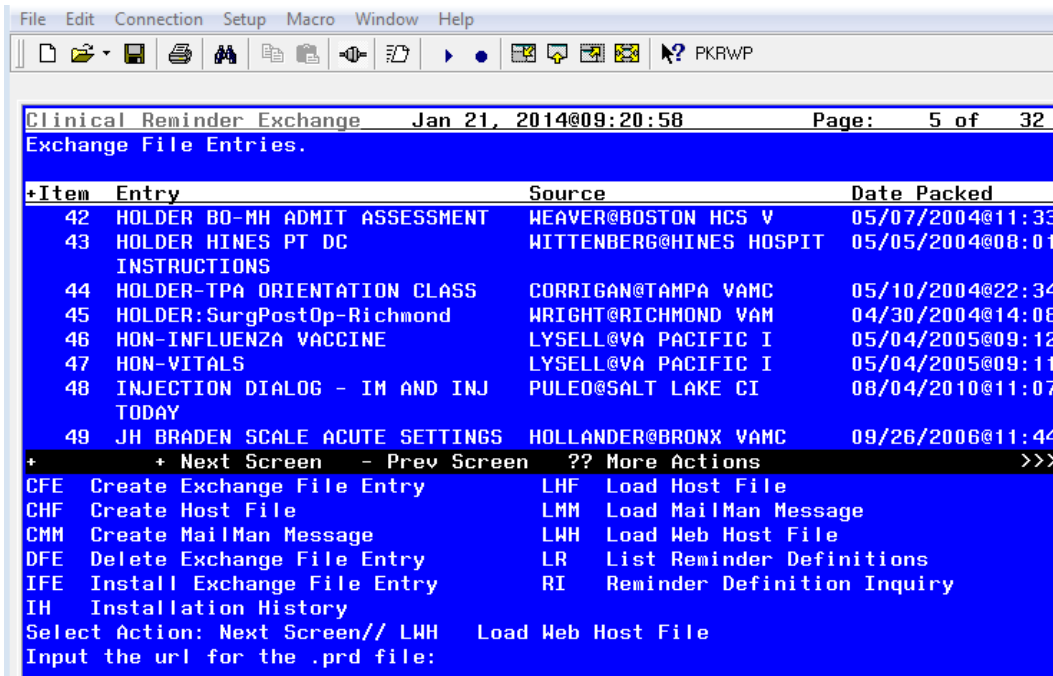 File Edit Connection Setup Macro Window Help
PKRWP
Clinical Reminder Exchange Jan 21, 2014@09:20:58 Page: 5 of 32
Exchange File Entries.
+Item Entry Source Date Packed
42 HOLDER BO-MH ADMIT ASSESSMENT WEAVER@BOSTON HCS V 05/07/2004@11:33
43 HOLDER HINES PT DC WITTENBERG@HINES HOSPIT 05/05/2004@08:01
INSTRUCTIONS
44 HOLDER-TPA ORIENTATION CLASS CORRIGAN@TAMPA VAMC 05/10/2004@22:34
45 HOLDER:SurgPostOp-Richmond WRIGHT@RICHMOND VAM 04/30/2004@14:08
46 HON-INFLUENZA VACCINE LYSELL@VA PACIFIC I 05/04/2005@09:12
47 HON-VITALS LYSELL@VA PACIFIC I 05/04/2005@09:11
48 INJECTION DIALOG - IM AND INJ PULEO@SALT LAKE CI 08/04/2010@11:07
TODAY
49 JH BRADEN SCALE ACUTE SETTINGS HOLLANDER@BRONX VAMC 09/26/2006@11:44
+ + Next Screen - Prev Screen ?? More Actions >>>
CFE Create Exchange File Entry LHF Load Host File
CHF Create Host File LMM Load MailMan Message
CMM Create MailMan Message LWH Load Web Host File
DFE Delete Exchange File Entry LR List Reminder Definitions
IFE Install Exchange File Entry RI Reminder Definition Inquiry
IH Installation History
Select Action: Next Screen// LWH Load Web Host File
Input the url for the .prd file: